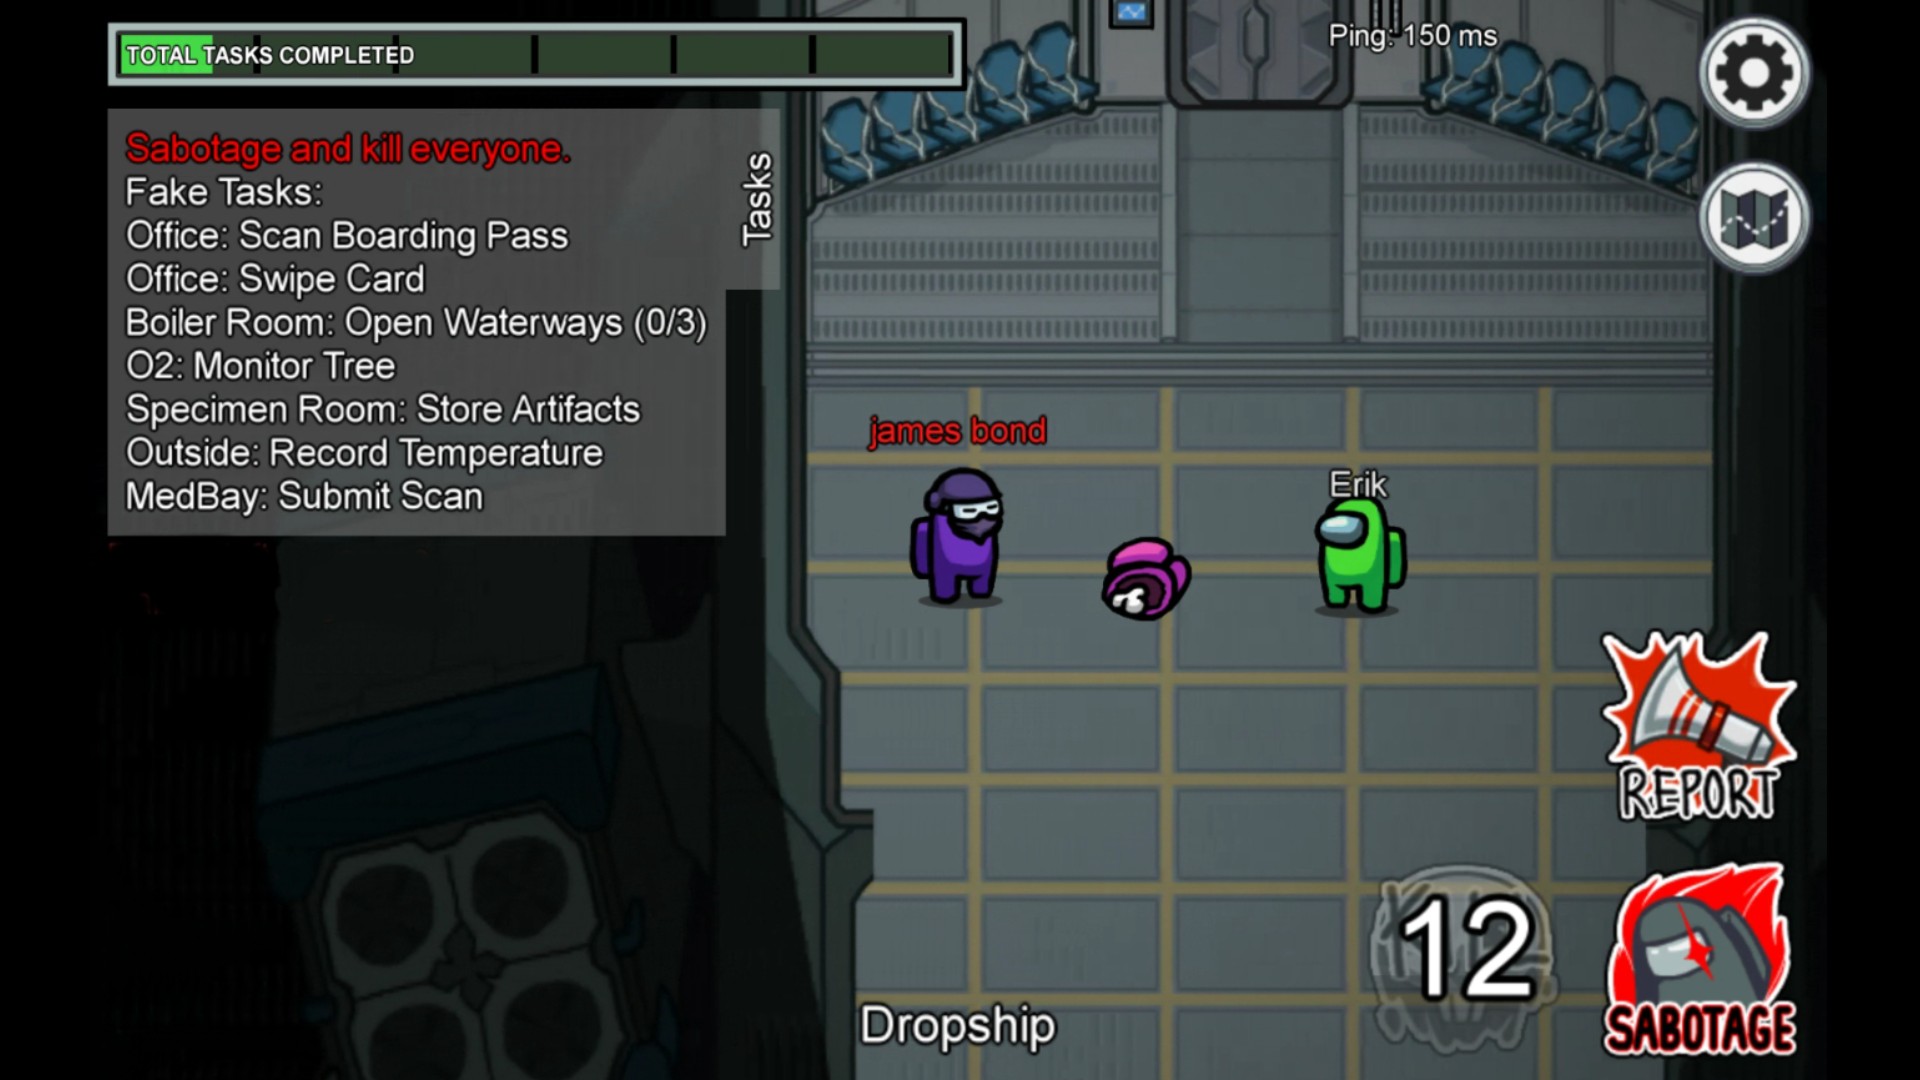 TOTAL TASKS COMPLETED
Ping: 150 ms
Sabotage and kill everyone.
Fake Tasks:
Office: Scan Boarding Pass
Office: Swipe Card
Boiler Room: Open Waterways (0/3)
O2: Monitor Tree
Specimen Room: Store Artifacts
Outside: Record Temperature
MedBay: Submit Scan
Tasks
james bond
Erik
REPORT
12
SABOTAGE
Dropship